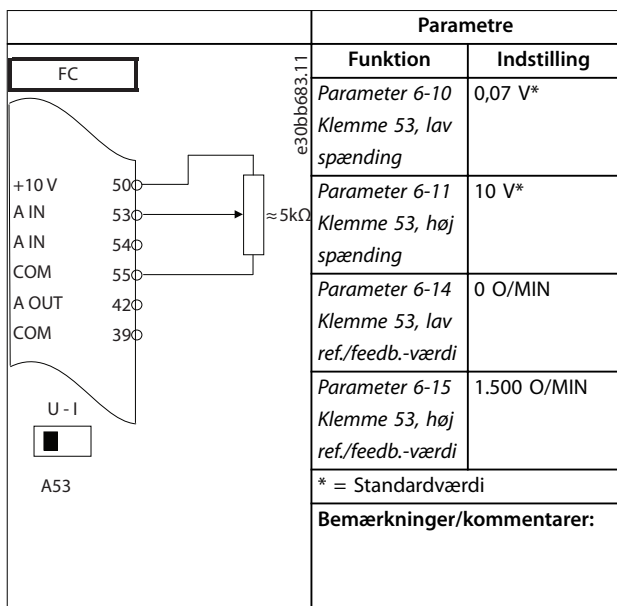 Parametre
Funktion Indstilling
Parameter 6-10
Klemme 53, lav
spænding
0,07 V*
Parameter 6-11
Klemme 53, høj
spænding
10 V*
Parameter 6-14
Klemme 53, lav
ref./feedb.-værdi
0 O/MIN
Parameter 6-15
Klemme 53, høj
ref./feedb.-værdi
1.500 O/MIN
* = Standardværdi
Bemærkninger/kommentarer:
FC
e30bb683.11
+10 V 50
A IN 53
A IN 54
COM 55
A OUT 42
COM 39
≈ 5kΩ
U - I
A53